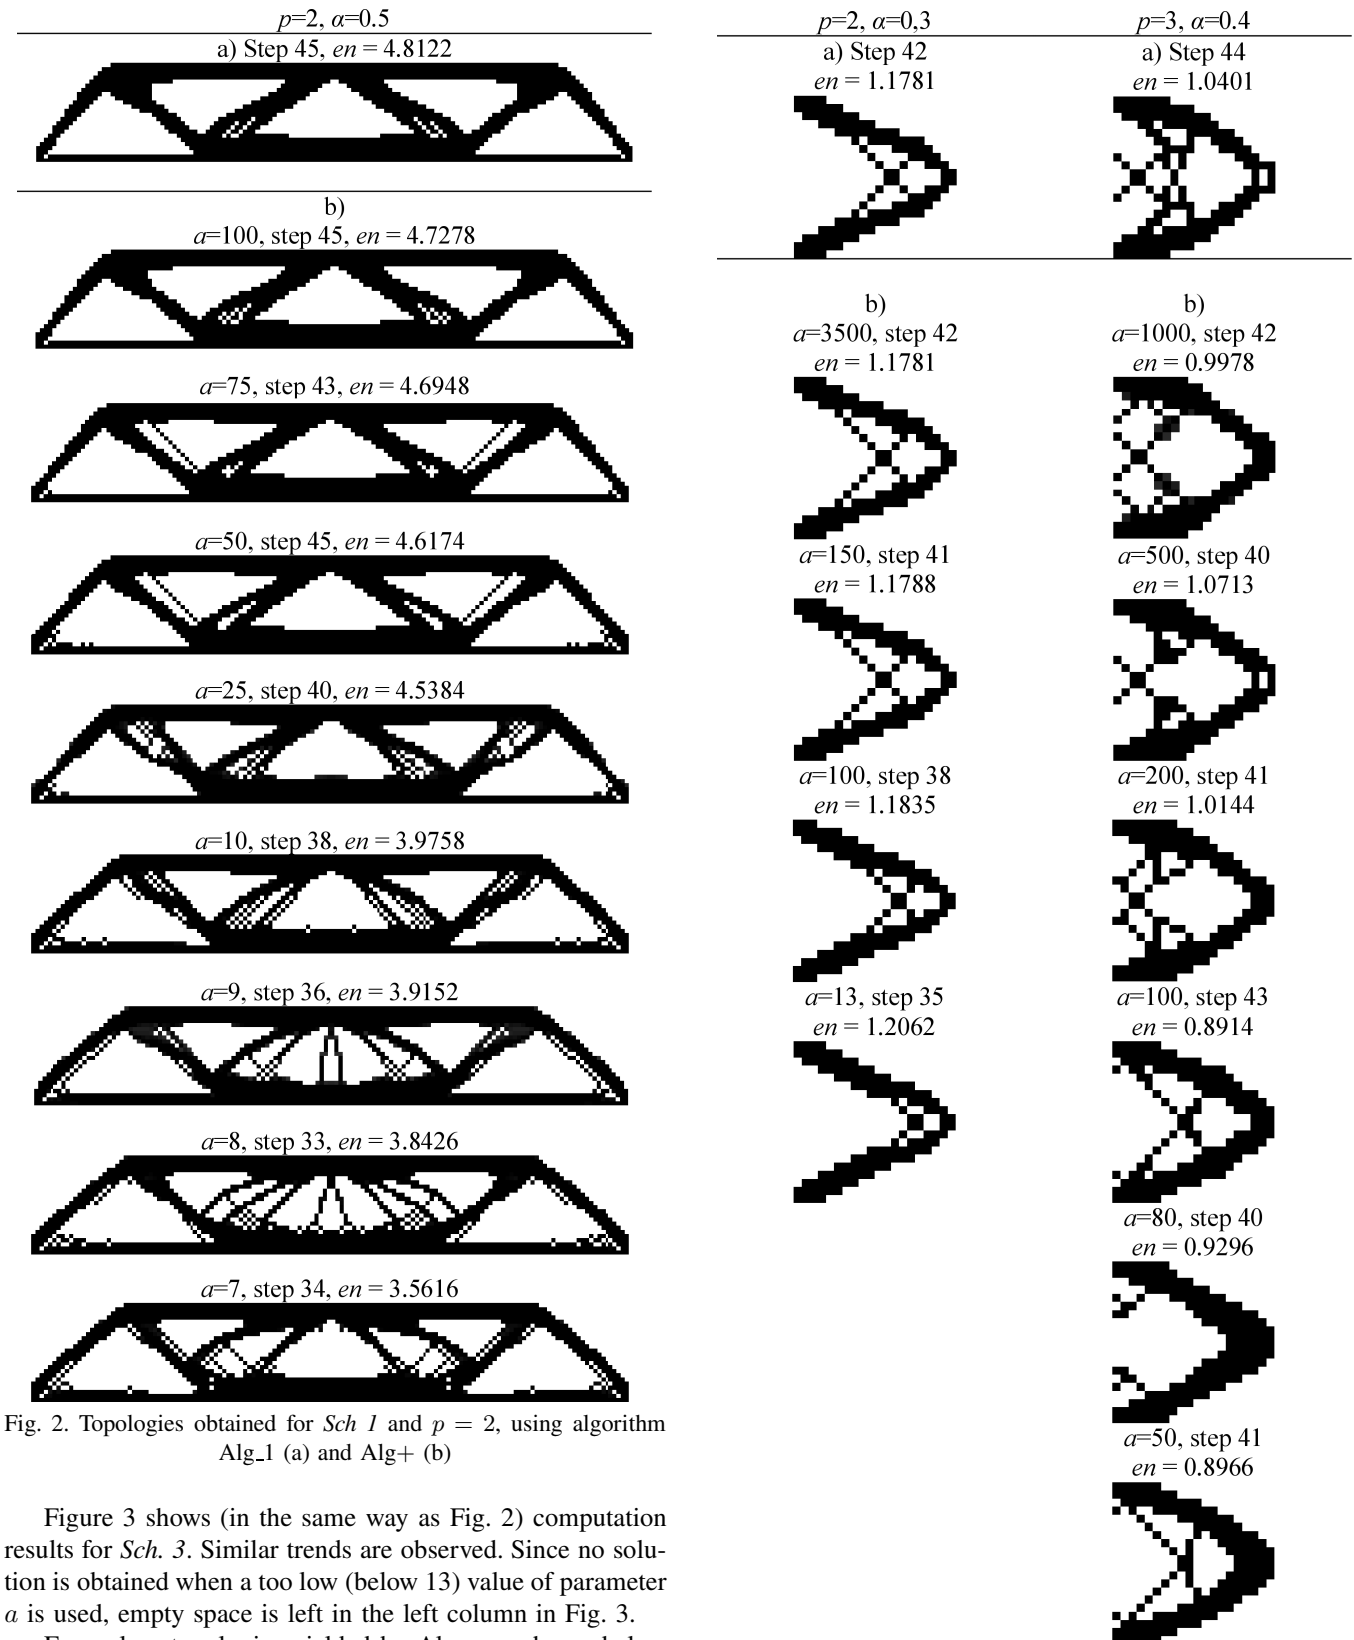 p=2, α=0.5
a) Step 45, en = 4.8122
b)
a=100, step 45, en = 4.7278
a=75, step 43, en = 4.6948
a=50, step 45, en = 4.6174
a=25, step 40, en = 4.5384
a=10, step 38, en = 3.9758
a=9, step 36, en = 3.9152
a=8, step 33, en = 3.8426
a=7, step 34, en = 3.5616
Fig. 2. Topologies obtained for Sch 1 and p = 2, using algorithm
Alg_1 (a) and Alg+ (b)
Figure 3 shows (in the same way as Fig. 2) computation
results for Sch. 3. Similar trends are observed. Since no solu-
tion is obtained when a too low (below 13) value of parameter
a is used, empty space is left in the left column in Fig. 3.
p=2, α=0,3
a) Step 42
en = 1.1781
b)
a=3500, step 42
en = 1.1781
a=150, step 41
en = 1.1788
a=100, step 38
en = 1.1835
a=13, step 35
en = 1.2062
p=3, α=0.4
a) Step 44
en = 1.0401
b)
a=1000, step 42
en = 0.9978
a=500, step 40
en = 1.0713
a=200, step 41
en = 1.0144
a=100, step 43
en = 0.8914
a=80, step 40
en = 0.9296
a=50, step 41
en = 0.8966